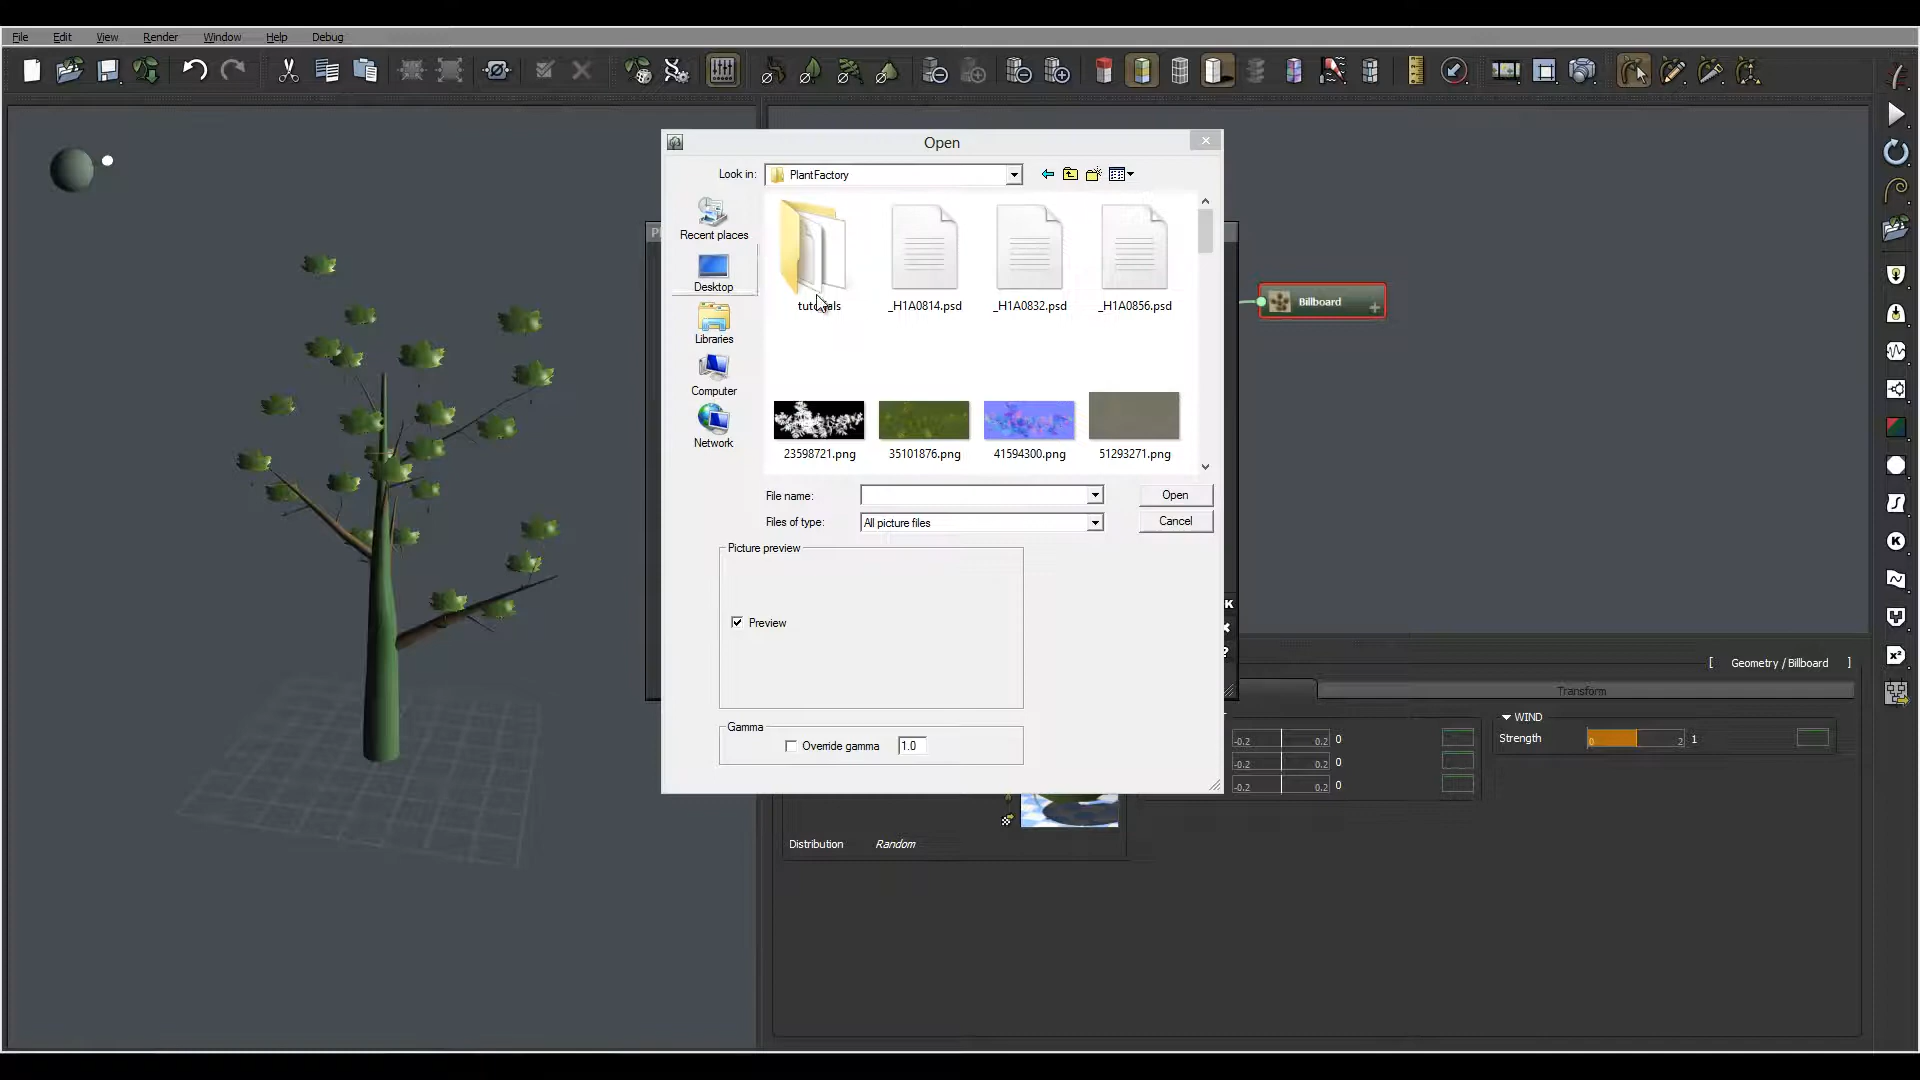 File Edit View Render Window Help Debug
Open
Look in: PlantFactory
Recent places
Desktop
Libraries
Computer
Network
tutorials _H1A0814.psd _H1A0832.psd _H1A0856.psd
23598721.png 35101876.png 41594300.png 51293271.png
File name: Open
Files of type: All picture files Cancel
Picture preview
Preview
Gamma
Override gamma 1.0
Billboard
[ Geometry / Billboard ]
Transform
WIND
-0.2 0.2 0 Strength 0 2 1
-0.2 0.2 0
-0.2 0.2 0
Distribution Random